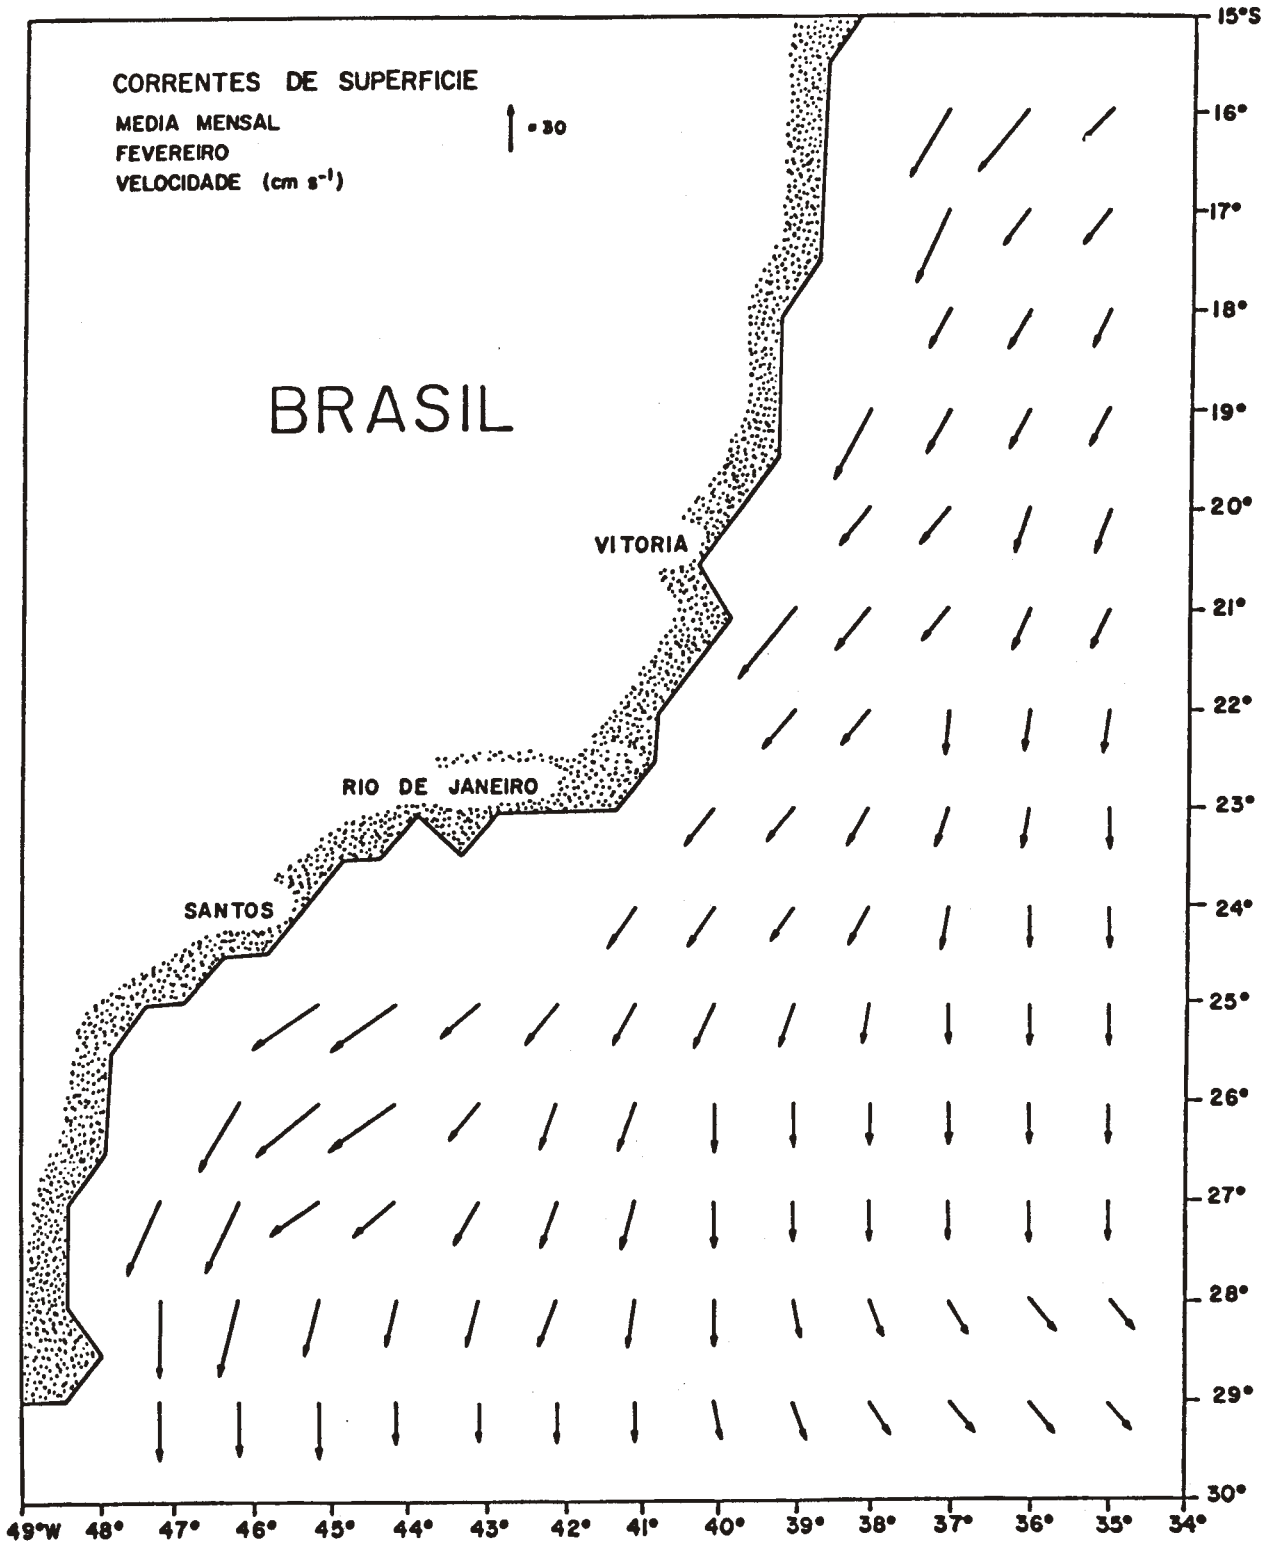 15°S
CORRENTES DE SUPERFICIE
MEDIA MENSAL
= 30
FEVEREIRO
VELOCIDADE (cm s⁻¹)
16°
17°
18°
19°
BRASIL
20°
VITORIA
21°
22°
RIO DE JANEIRO
23°
SANTOS
24°
25°
26°
27°
28°
29°
30°
49°W 48° 47° 46° 45° 44° 43° 42° 41° 40° 39° 38° 37° 36° 35° 34°